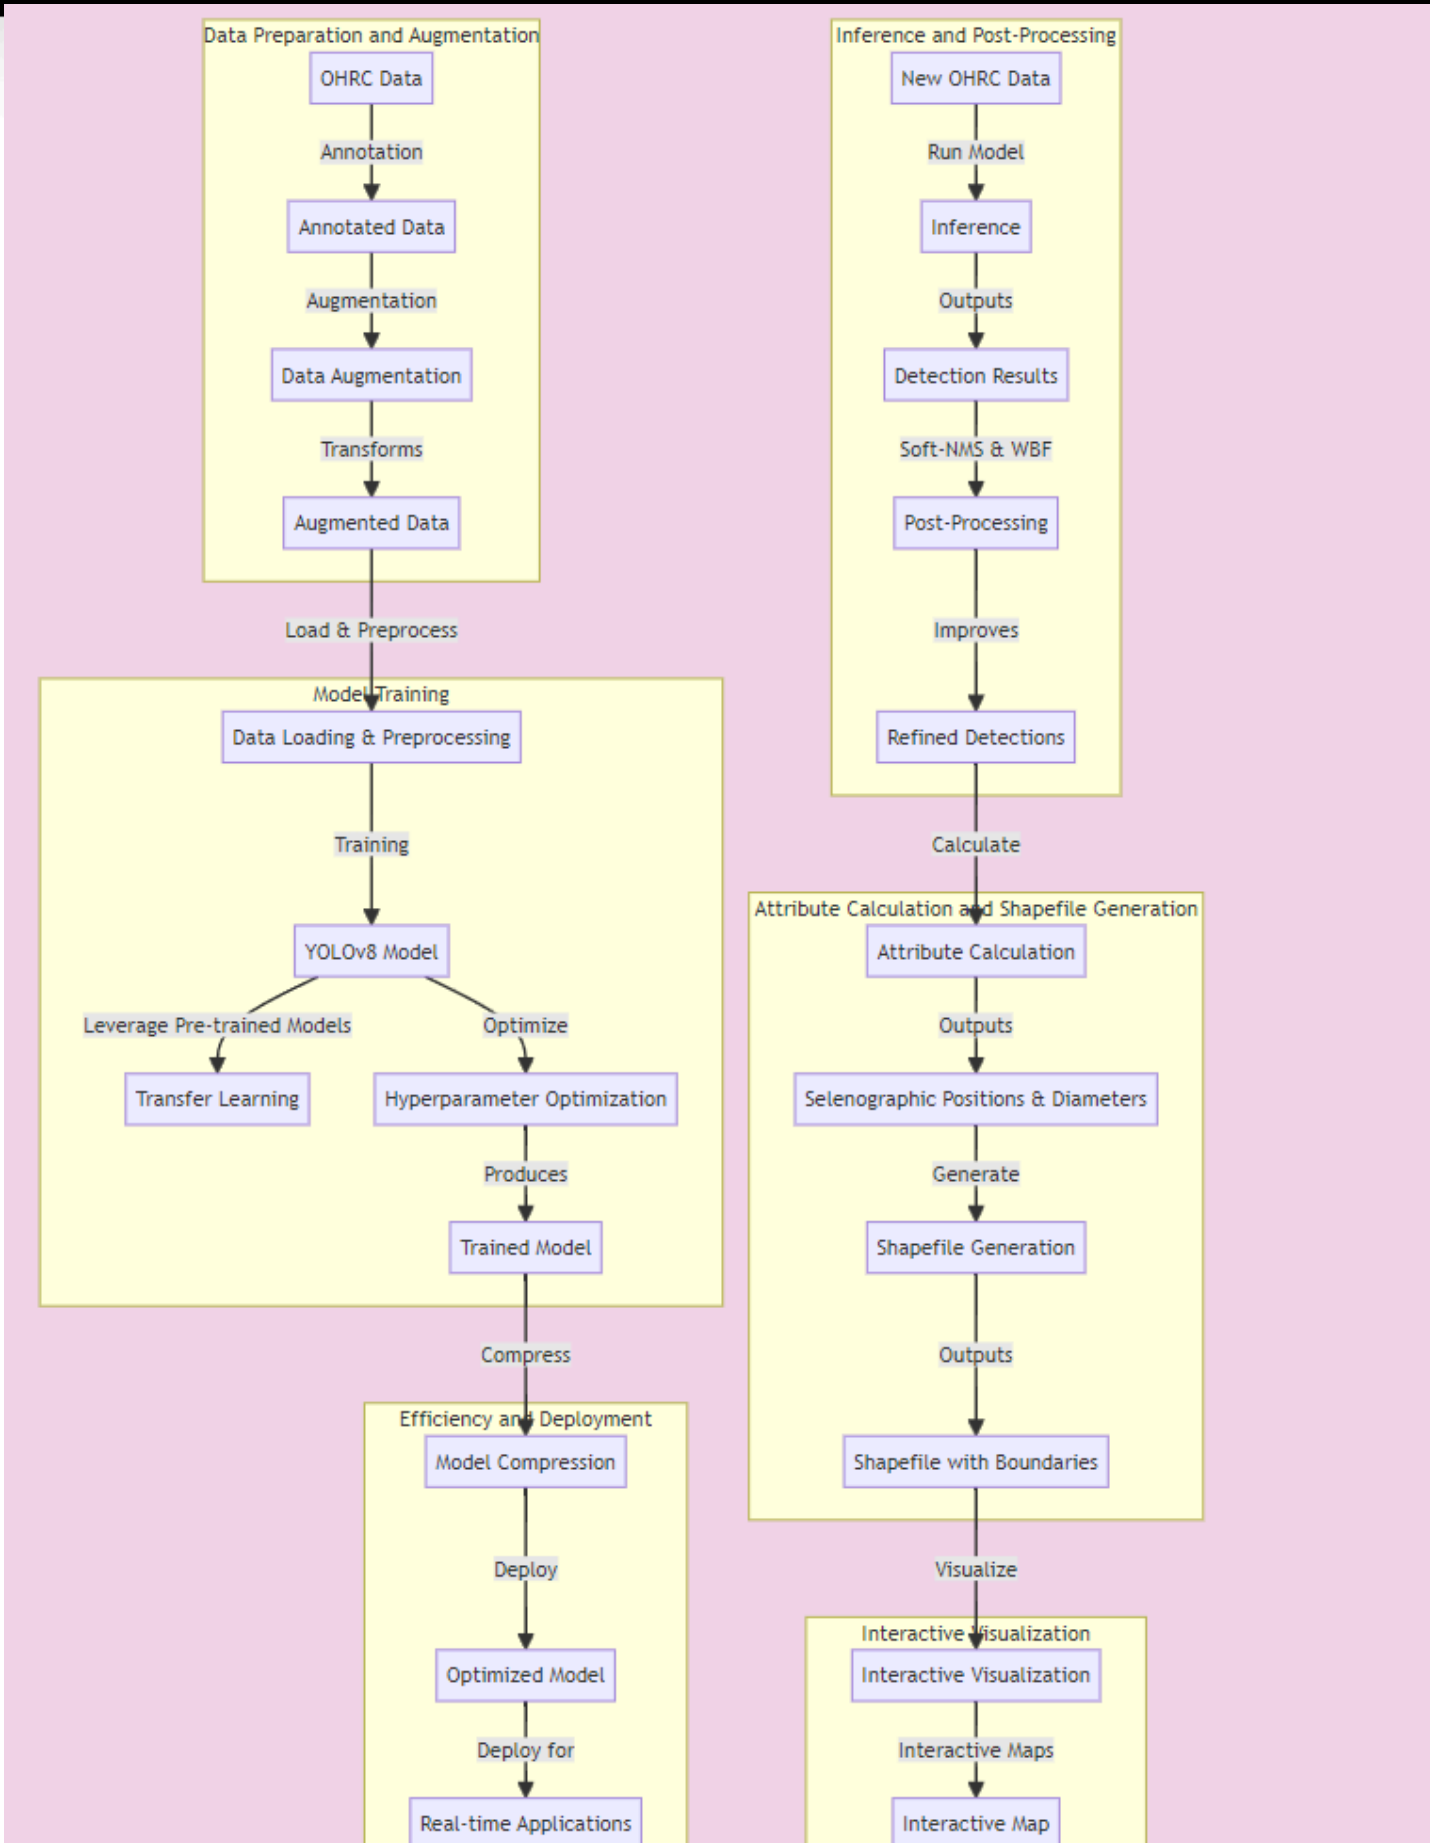 Data Preparation and Augmentation
OHRC Data
Annotation
Annotated Data
Augmentation
Data Augmentation
Transforms
Augmented Data
Load & Preprocess
Model Training
Data Loading & Preprocessing
Training
YOLOv8 Model
Leverage Pre-trained Models
Optimize
Transfer Learning
Hyperparameter Optimization
Produces
Trained Model
Compress
Efficiency and Deployment
Model Compression
Deploy
Optimized Model
Deploy for
Real-time Applications
Inference and Post-Processing
New OHRC Data
Run Model
Inference
Outputs
Detection Results
Soft-NMS & WBF
Post-Processing
Improves
Refined Detections
Calculate
Attribute Calculation and Shapefile Generation
Attribute Calculation
Outputs
Selenographic Positions & Diameters
Generate
Shapefile Generation
Outputs
Shapefile with Boundaries
Visualize
Interactive Visualization
Interactive Visualization
Interactive Maps
Interactive Map